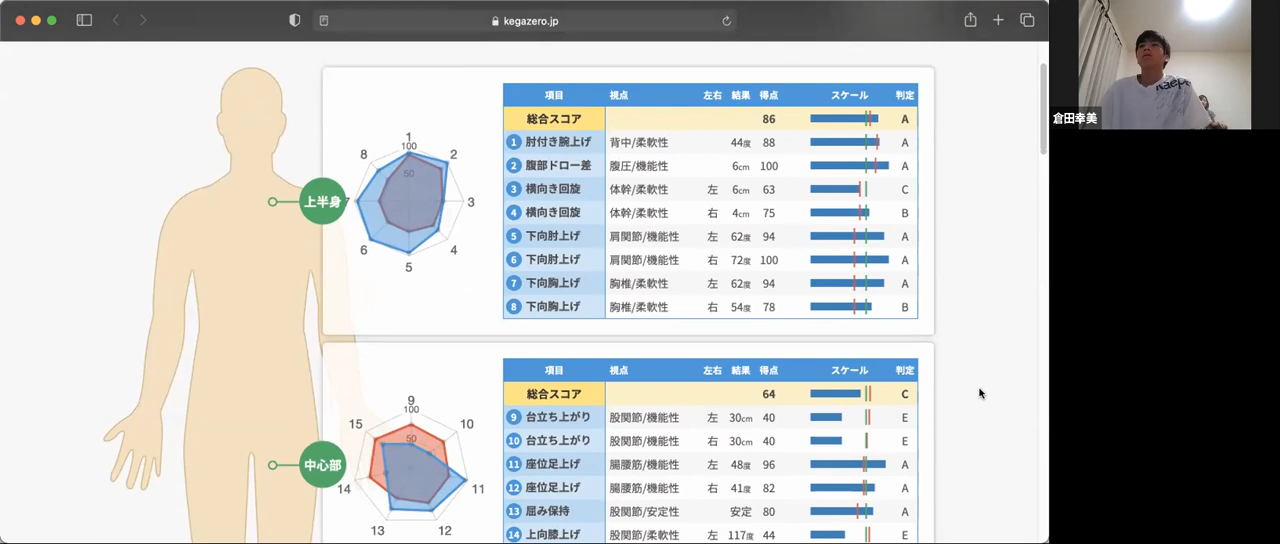 kegazero.jp
倉田幸美
上半身
1
100
2
8
50
7
3
6
4
5
項目 視点 左右 結果 得点 スケール 判定
総合スコア 86 A
1 肘付き腕上げ 背中/柔軟性 44度 88 A
2 腹部ドロー差 腹圧/機能性 6cm 100 A
3 横向き回旋 体幹/柔軟性 左 6cm 63 C
4 横向き回旋 体幹/柔軟性 右 4cm 75 B
5 下向肘上げ 肩関節/機能性 左 62度 94 A
6 下向肘上げ 肩関節/機能性 右 72度 100 A
7 下向胸上げ 胸椎/柔軟性 左 62度 94 A
8 下向胸上げ 胸椎/柔軟性 右 54度 78 B
中心部
9
100
15
10
50
14
11
13
12
項目 視点 左右 結果 得点 スケール 判定
総合スコア 64 C
9 台立ち上がり 股関節/機能性 左 30cm 40 E
10 台立ち上がり 股関節/機能性 右 30cm 40 E
11 座位足上げ 腸腰筋/機能性 左 48度 96 A
12 座位足上げ 腸腰筋/機能性 右 41度 82 A
13 屈み保持 股関節/安定性 安定 80 A
14 上向膝上げ 股関節/柔軟性 左 117度 44 E